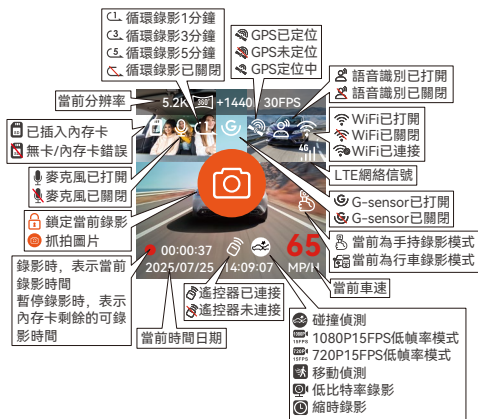 循環錄影1分鐘
循環錄影3分鐘
循環錄影5分鐘
循環錄影已關閉
GPS已定位
GPS未定位
GPS定位中
語音識別已打開
語音識別已關閉
當前分辨率
5.2K 360° +1440 30FPS
WiFi已打開
WiFi已關閉
WiFi已連接
已插入內存卡
無卡/內存卡錯誤
4G
LTE網絡信號
麥克風已打開
麥克風已關閉
G-sensor已打開
G-sensor已關閉
鎖定當前錄影
抓拍圖片
當前為手持錄影模式
當前為行車錄影模式
錄影時，表示當前
錄影時間
暫停錄影時，表示
內存卡剩餘的可錄
影時間
00:00:37
2025/07/25 14:09:07
65
MP/H
當前車速
遙控器已連接
遙控器未連接
當前時間日期
碰撞偵測
1080P 15FPS 1080P15FPS低幀率模式
720P 15FPS 720P15FPS低幀率模式
移動偵測
低比特率錄影
縮時錄影